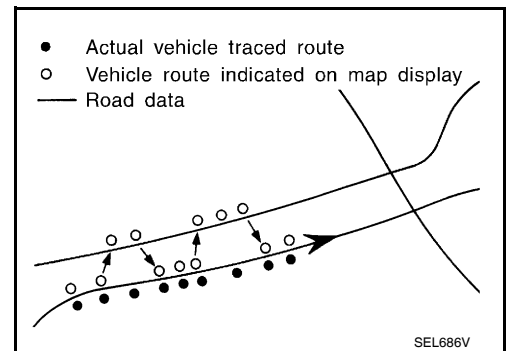 Actual vehicle traced route
Vehicle route indicated on map display
Road data
SEL686V